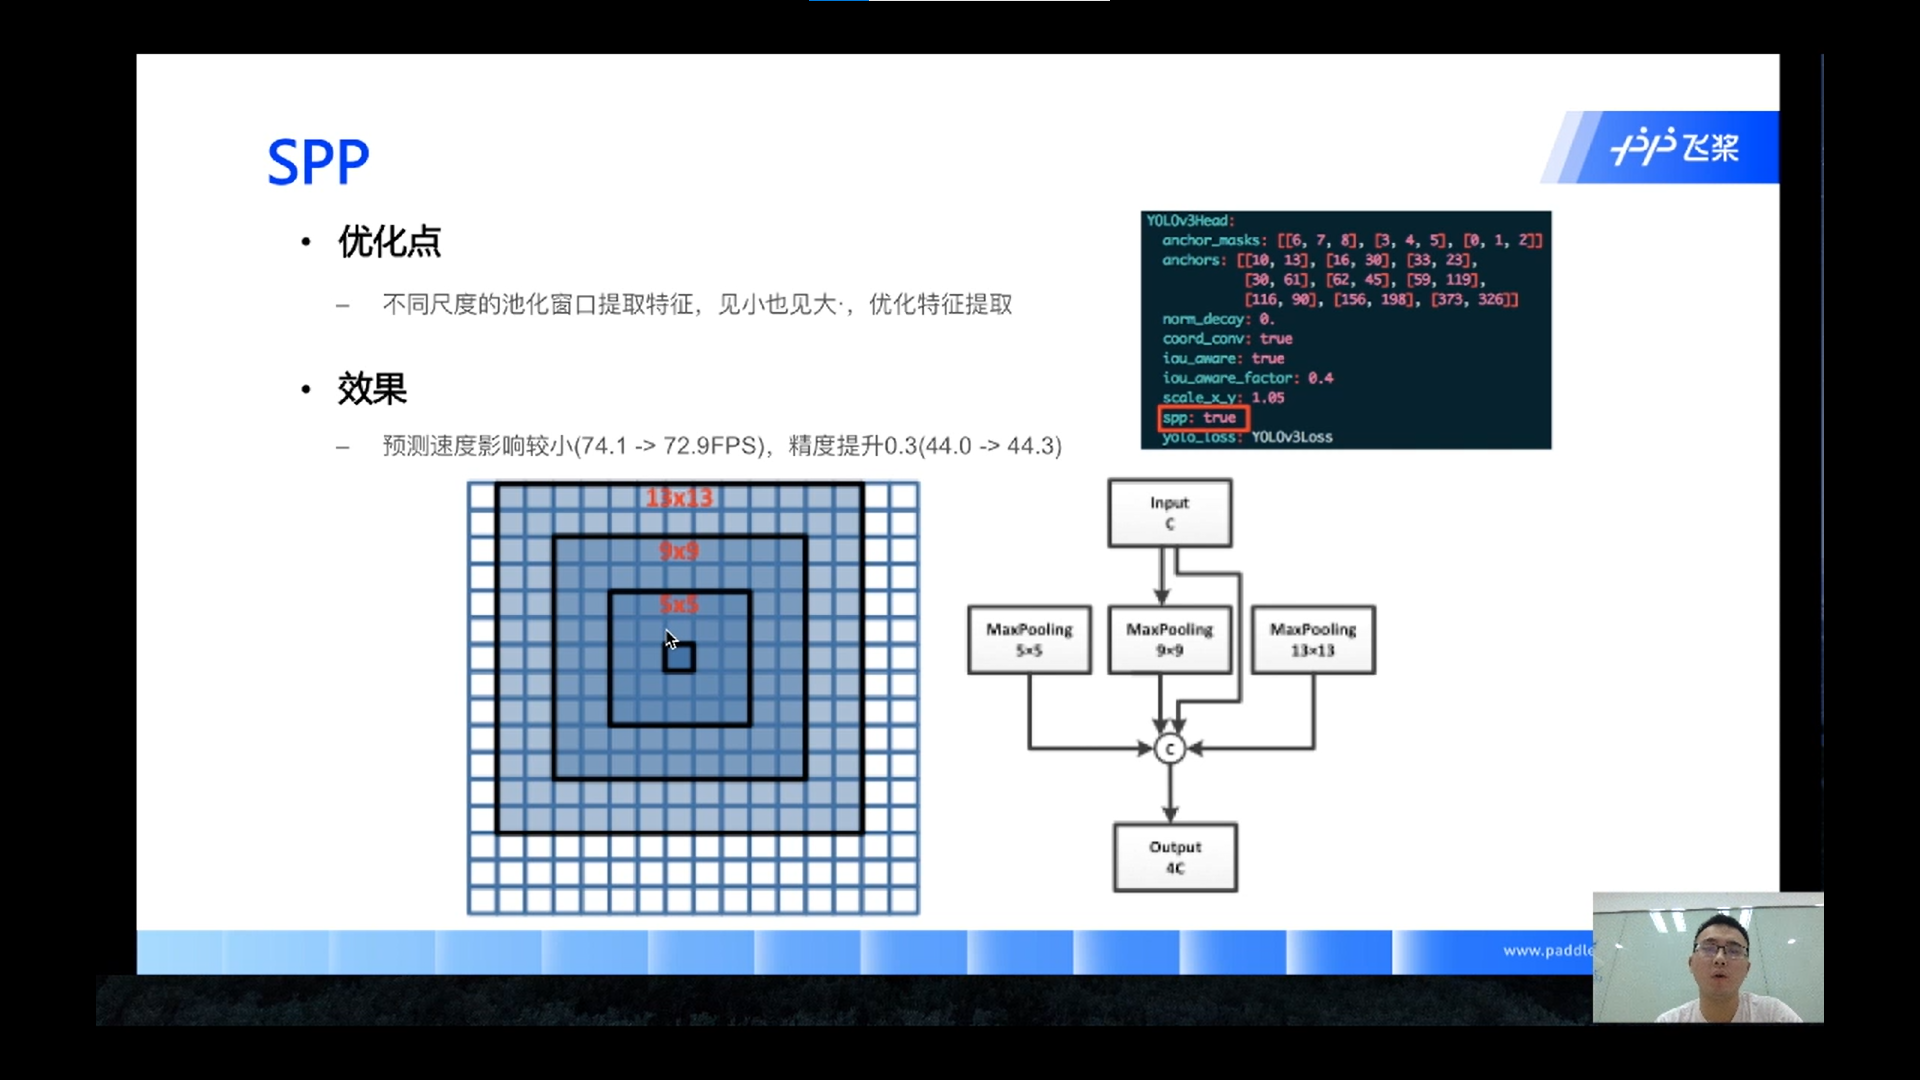 SPP
飞桨
• 优化点
– 不同尺度的池化窗口提取特征，见小也见大·，优化特征提取
• 效果
– 预测速度影响较小(74.1 -> 72.9FPS)，精度提升0.3(44.0 -> 44.3)
YOLOv3Head:
anchor_masks: [[6, 7, 8], [3, 4, 5], [0, 1, 2]]
anchors: [[10, 13], [16, 30], [33, 23],
[30, 61], [62, 45], [59, 119],
[116, 90], [156, 198], [373, 326]]
norm_decay: 0.
coord_conv: true
iou_aware: true
iou_aware_factor: 0.4
scale_x_y: 1.05
spp: true
yolo_loss: YOLOv3Loss
13x13
9x9
5x5
Input
C
MaxPooling
5×5
MaxPooling
9×9
MaxPooling
13×13
C
Output
4C
www.paddle